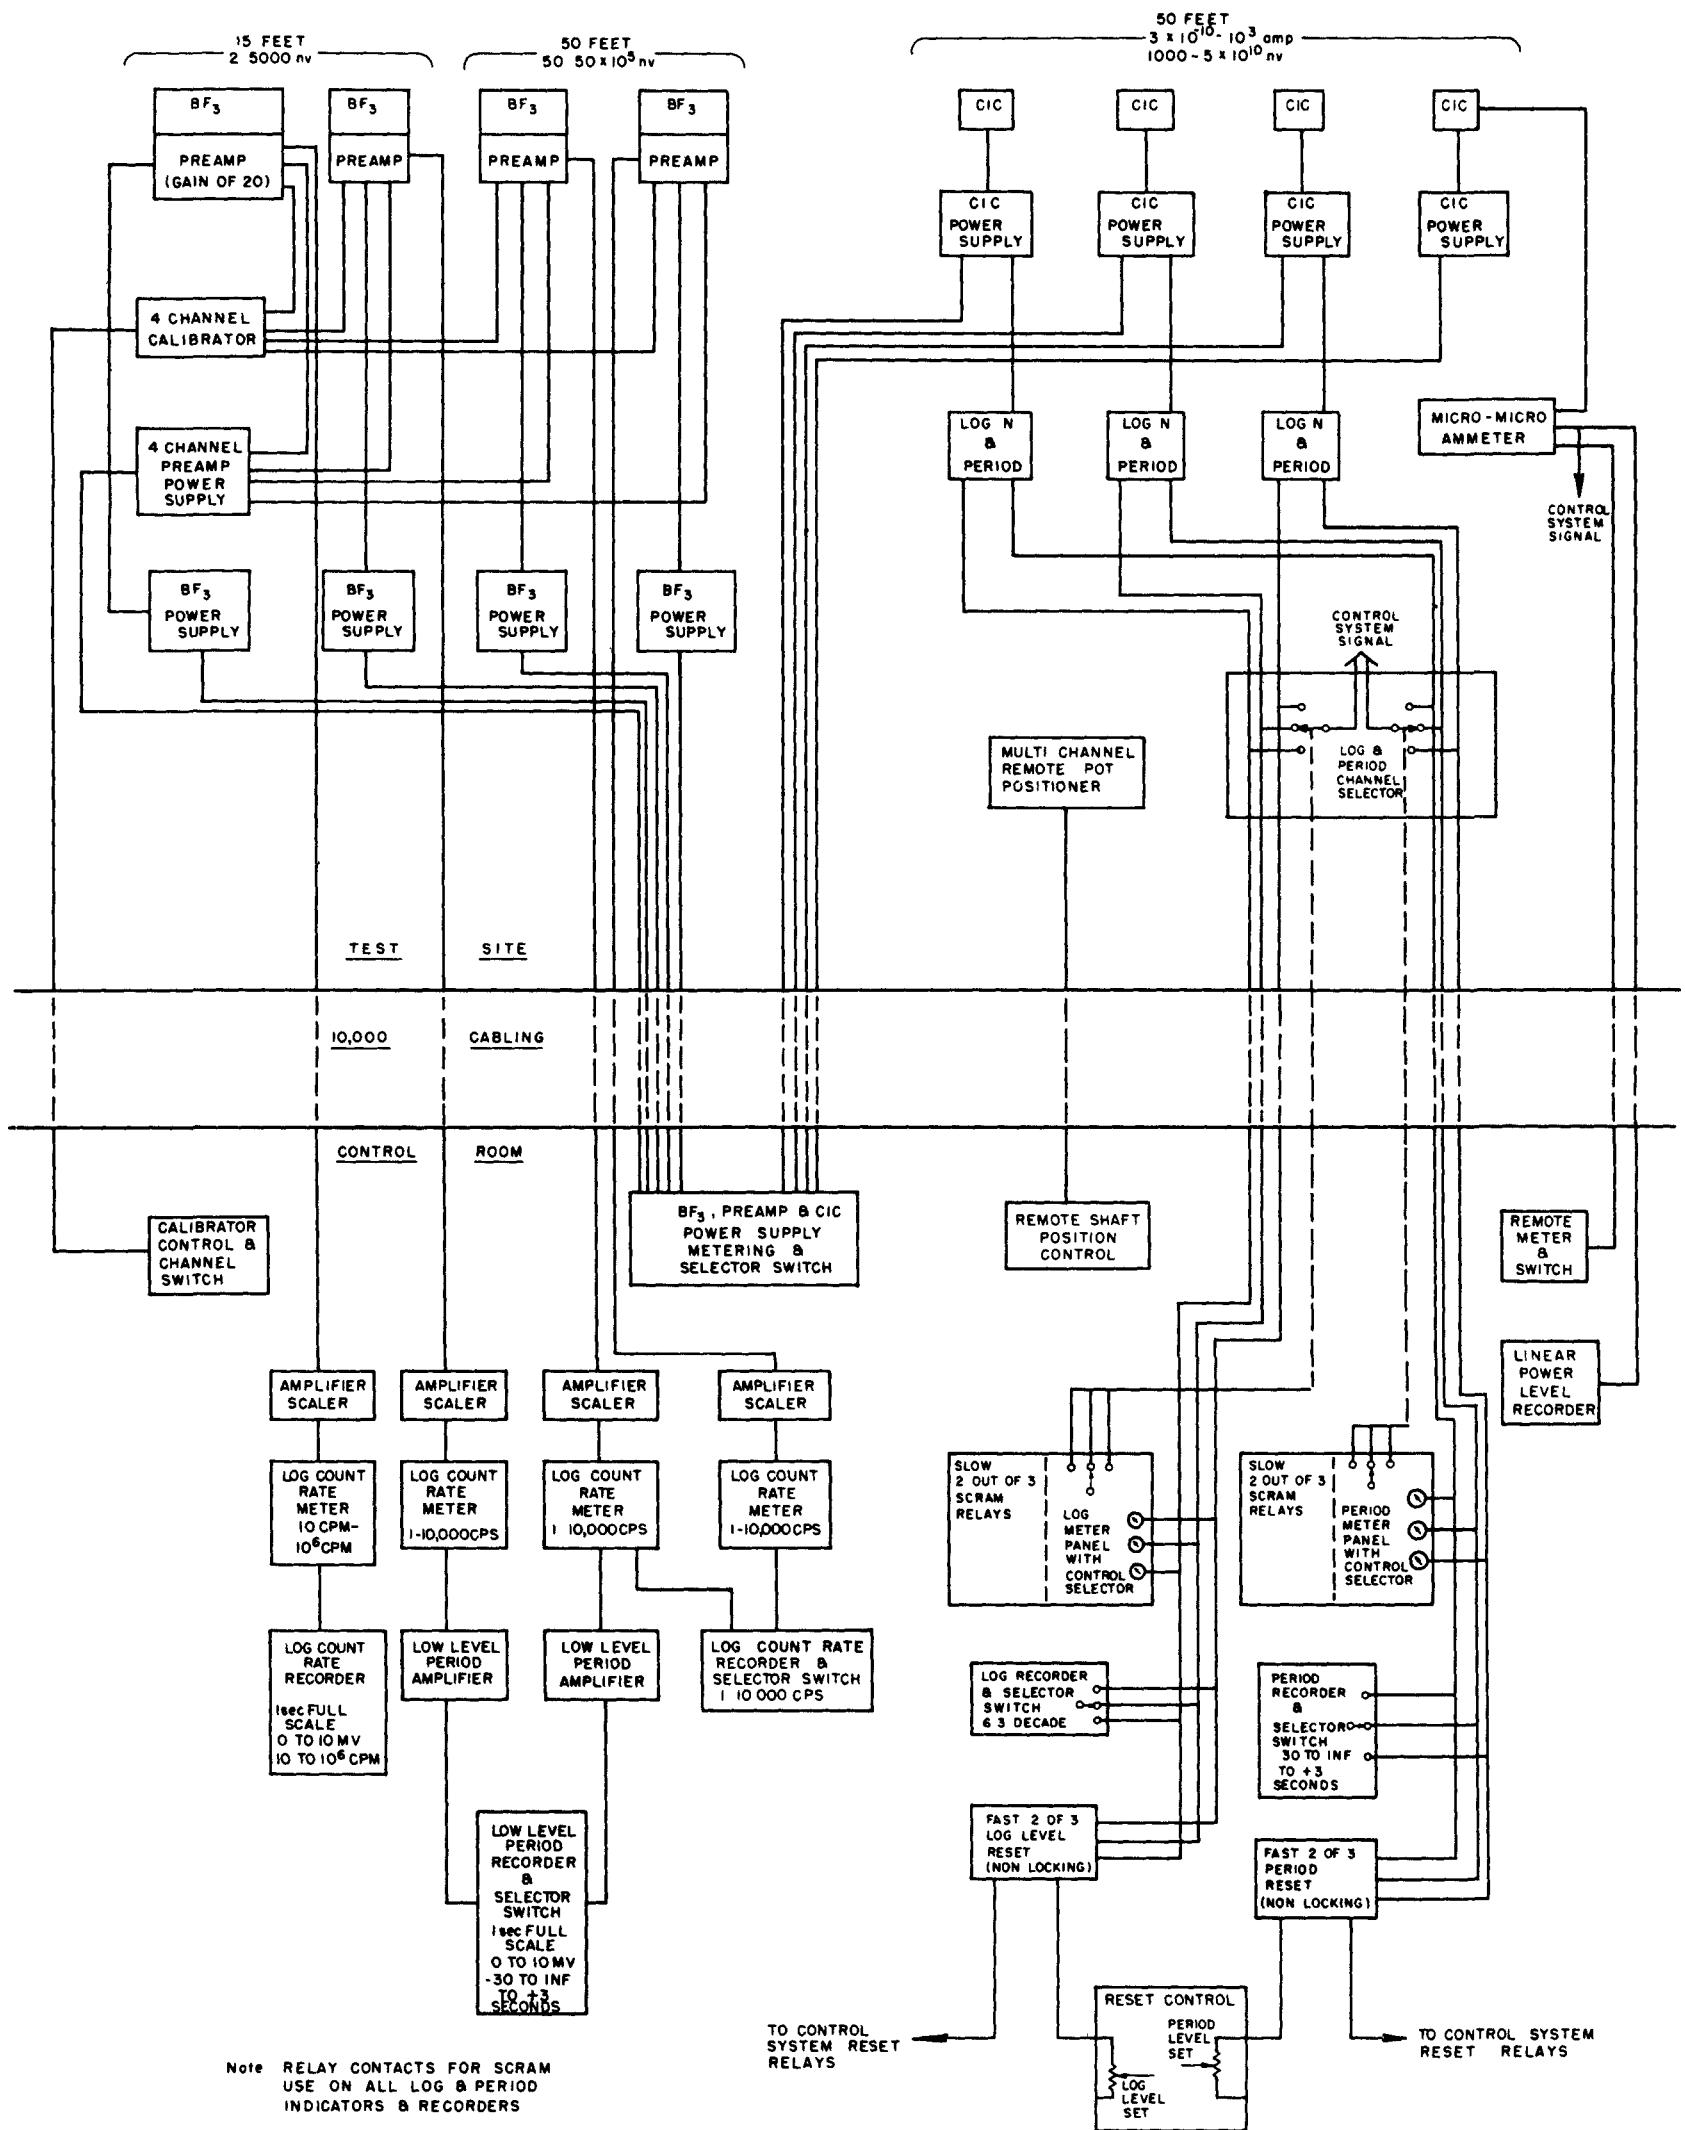 15 FEET
2 5000 nv
50 FEET
50 50 x 10⁵ nv
50 FEET
3 x 10⁻¹⁰ - 10³ amp
1000 - 5 x 10¹⁰ nv
BF₃
PREAMP
(GAIN OF 20)
BF₃
PREAMP
BF₃
PREAMP
BF₃
PREAMP
CIC
CIC
CIC
CIC
CIC
POWER
SUPPLY
CIC
POWER
SUPPLY
CIC
POWER
SUPPLY
CIC
POWER
SUPPLY
4 CHANNEL
CALIBRATOR
4 CHANNEL
PREAMP
POWER
SUPPLY
LOG N
&
PERIOD
LOG N
&
PERIOD
LOG N
&
PERIOD
MICRO-MICRO
AMMETER
CONTROL
SYSTEM
SIGNAL
BF₃
POWER
SUPPLY
BF₃
POWER
SUPPLY
BF₃
POWER
SUPPLY
BF₃
POWER
SUPPLY
CONTROL
SYSTEM
SIGNAL
LOG &
PERIOD
CHANNEL
SELECTOR
MULTI CHANNEL
REMOTE POT
POSITIONER
TEST SITE
10,000 CABLING
CONTROL ROOM
CALIBRATOR
CONTROL &
CHANNEL
SWITCH
BF₃, PREAMP & CIC
POWER SUPPLY
METERING &
SELECTOR SWITCH
REMOTE SHAFT
POSITION
CONTROL
REMOTE
METER
&
SWITCH
LINEAR
POWER
LEVEL
RECORDER
AMPLIFIER
SCALER
AMPLIFIER
SCALER
AMPLIFIER
SCALER
AMPLIFIER
SCALER
LOG COUNT
RATE
METER
10 CPM-
10⁶ CPM
LOG COUNT
RATE
METER
1-10,000 CPS
LOG COUNT
RATE
METER
1 10,000 CPS
LOG COUNT
RATE
METER
1-10,000 CPS
SLOW
2 OUT OF 3
SCRAM
RELAYS
LOG
METER
PANEL
WITH
CONTROL
SELECTOR
SLOW
2 OUT OF 3
SCRAM
RELAYS
PERIOD
METER
PANEL
WITH
CONTROL
SELECTOR
LOG COUNT
RATE
RECORDER
1 sec FULL
SCALE
0 TO 10 MV
10 TO 10⁶ CPM
LOW LEVEL
PERIOD
AMPLIFIER
LOW LEVEL
PERIOD
AMPLIFIER
LOG COUNT RATE
RECORDER &
SELECTOR SWITCH
1 10 000 CPS
LOG RECORDER
& SELECTOR
SWITCH
6 3 DECADE
PERIOD
RECORDER
&
SELECTOR
SWITCH
30 TO INF
TO +3
SECONDS
LOW LEVEL
PERIOD
RECORDER
&
SELECTOR
SWITCH
1 sec FULL
SCALE
0 TO 10 MV
-30 TO INF
TO +3
SECONDS
FAST 2 OF 3
LOG LEVEL
RESET
(NON LOCKING)
FAST 2 OF 3
PERIOD
RESET
(NON LOCKING)
RESET CONTROL
PERIOD
LEVEL
SET
LOG
LEVEL
SET
TO CONTROL
SYSTEM RESET
RELAYS
TO CONTROL SYSTEM
RESET RELAYS
Note RELAY CONTACTS FOR SCRAM
USE ON ALL LOG & PERIOD
INDICATORS & RECORDERS